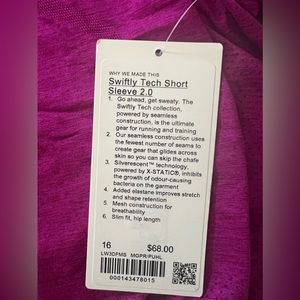 WHY WE MADE THIS
Swiftly Tech Short
Sleeve 2.0
1. Go ahead, get sweaty. The
Swiftly Tech collection,
powered by seamless
construction, is the ultimate
gear for running and training
2. Our seamless construction uses
the fewest number of seams to
create gear that glides across
skin so you can skip the chafe
3. Silverescent™ technology,
powered by X-STATIC®, inhibits
the growth of odour-causing
bacteria on the garment
4. Added elastane improves stretch
and shape retention
5. Mesh construction for
breathability
6. Slim fit, hip length
16 $68.00
LW3DFMS MGPR/PUHL
000143478015